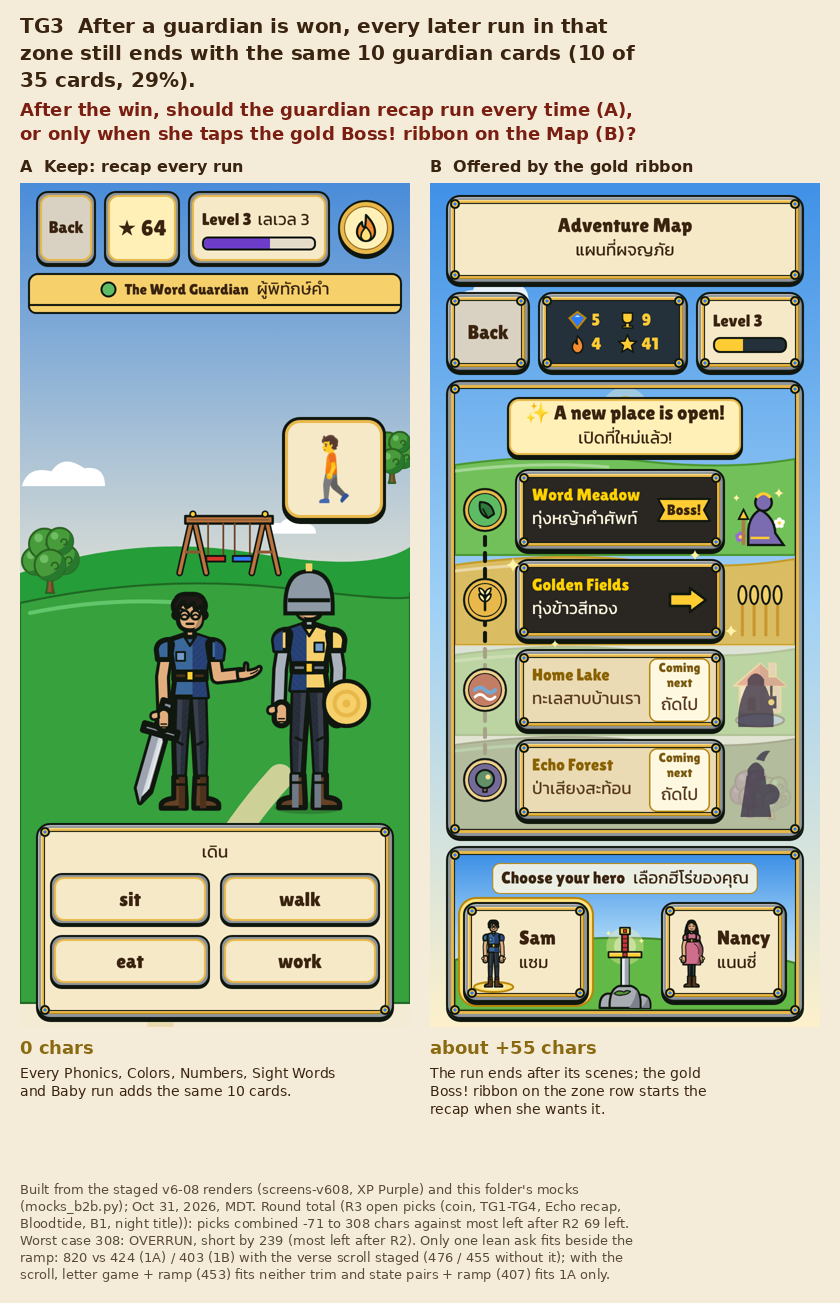 TG3 After a guardian is won, every later run in that
zone still ends with the same 10 guardian cards (10 of
35 cards, 29%).
After the win, should the guardian recap run every time (A),
or only when she taps the gold Boss! ribbon on the Map (B)?
A Keep: recap every run
Back
★ 64
Level 3 เลเวล 3
The Word Guardian ผู้พิทักษ์คำ
เดิน
sit
walk
eat
work
0 chars
Every Phonics, Colors, Numbers, Sight Words
and Baby run adds the same 10 cards.
B Offered by the gold ribbon
Adventure Map
แผนที่ผจญภัย
Back
5 9
4 41
Level 3
✨ A new place is open!
เปิดที่ใหม่แล้ว!
Word Meadow
ทุ่งหญ้าคำศัพท์
Boss!
Golden Fields
ทุ่งข้าวสีทอง
Home Lake
ทะเลสาบบ้านเรา
Coming
next
ถัดไป
Echo Forest
ป่าเสียงสะท้อน
Coming
next
ถัดไป
Choose your hero เลือกฮีโร่ของคุณ
Sam
แซม
Nancy
แนนซี่
about +55 chars
The run ends after its scenes; the gold
Boss! ribbon on the zone row starts the
recap when she wants it.
Built from the staged v6-08 renders (screens-v608, XP Purple) and this folder's mocks
(mocks_b2b.py); Oct 31, 2026, MDT. Round total (R3 open picks (coin, TG1-TG4, Echo recap,
Bloodtide, B1, night title)): picks combined -71 to 308 chars against most left after R2 69 left.
Worst case 308: OVERRUN, short by 239 (most left after R2). Only one lean ask fits beside the
ramp: 820 vs 424 (1A) / 403 (1B) with the verse scroll staged (476 / 455 without it); with the
scroll, letter game + ramp (453) fits neither trim and state pairs + ramp (407) fits 1A only.